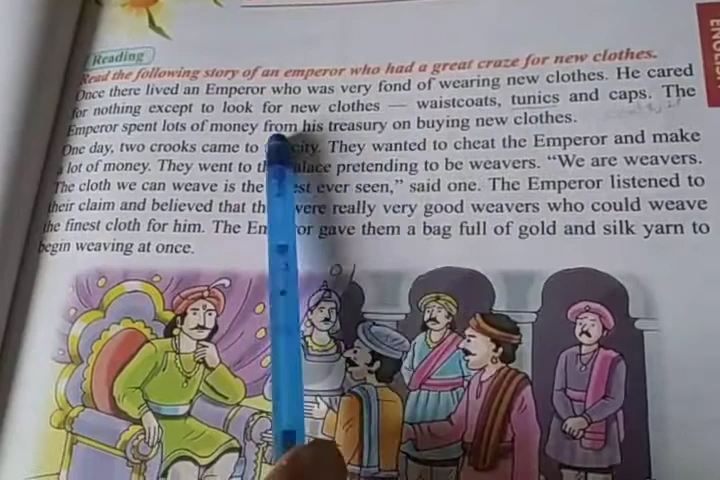 Reading
Read the following story of an emperor who had a great craze for new clothes.
Once there lived an Emperor who was very fond of wearing new clothes. He cared
for nothing except to look for new clothes — waistcoats, tunics and caps. The
Emperor spent lots of money from his treasury on buying new clothes.
One day, two crooks came to city. They wanted to cheat the Emperor and make
a lot of money. They went to palace pretending to be weavers. “We are weavers.
The cloth we can weave is the ever seen,” said one. The Emperor listened to
their claim and believed that were really very good weavers who could weave
the finest cloth for him. The gave them a bag full of gold and silk yarn to
begin weaving at once.